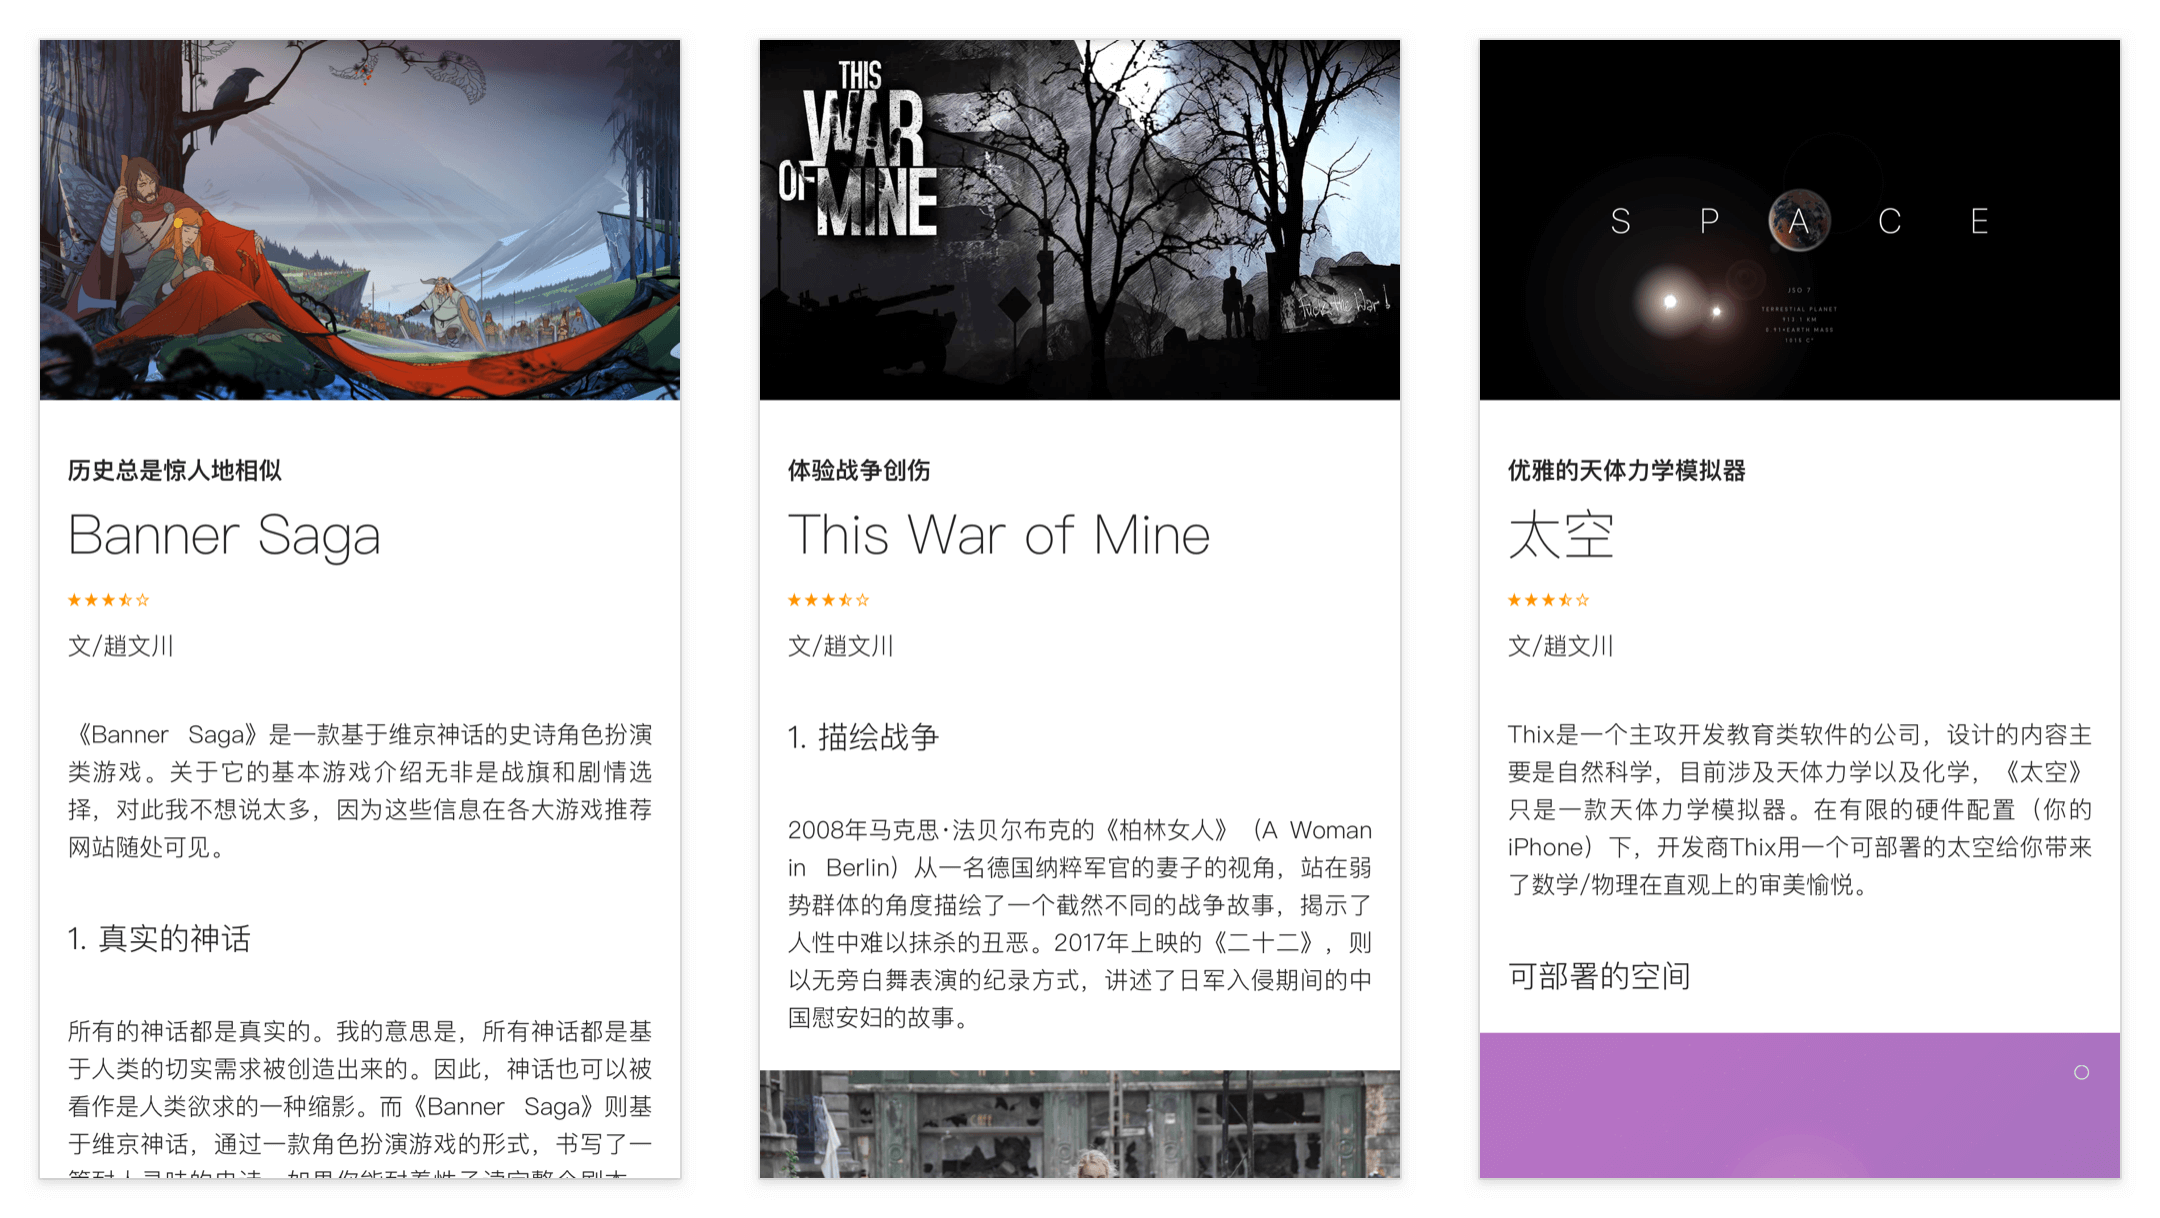 历史总是惊人地相似
Banner Saga
文/趙文川
《Banner Saga》是一款基于维京神话的史诗角色扮演
类游戏。关于它的基本游戏介绍无非是战旗和剧情选
择，对此我不想说太多，因为这些信息在各大游戏推荐
网站随处可见。
1. 真实的神话
所有的神话都是真实的。我的意思是，所有神话都是基
于人类的切实需求被创造出来的。因此，神话也可以被
看作是人类欲求的一种缩影。而《Banner Saga》则基
于维京神话，通过一款角色扮演游戏的形式，书写了一
THIS
WAR
OF MINE
Fuck the War!
体验战争创伤
This War of Mine
文/趙文川
1. 描绘战争
2008年马克思·法贝尔布克的《柏林女人》（A Woman
in Berlin）从一名德国纳粹军官的妻子的视角，站在弱
势群体的角度描绘了一个截然不同的战争故事，揭示了
人性中难以抹杀的丑恶。2017年上映的《二十二》，则
以无旁白舞表演的纪录方式，讲述了日军入侵期间的中
国慰安妇的故事。
S P A C E
JSO 7
TERRESTIAL PLANET
913.1 KM
0.91×EARTH MASS
1015 C°
优雅的天体力学模拟器
太空
文/趙文川
Thix是一个主攻开发教育类软件的公司，设计的内容主
要是自然科学，目前涉及天体力学以及化学，《太空》
只是一款天体力学模拟器。在有限的硬件配置（你的
iPhone）下，开发商Thix用一个可部署的太空给你带来
了数学/物理在直观上的审美愉悦。
可部署的空间